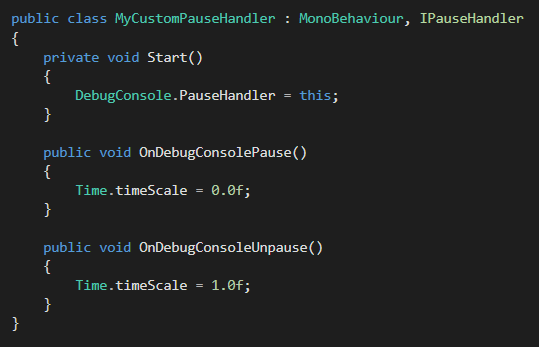 public class MyCustomPauseHandler : MonoBehaviour, IPauseHandler
{
    private void Start()
    {
        DebugConsole.PauseHandler = this;
    }

    public void OnDebugConsolePause()
    {
        Time.timeScale = 0.0f;
    }

    public void OnDebugConsoleUnpause()
    {
        Time.timeScale = 1.0f;
    }
}